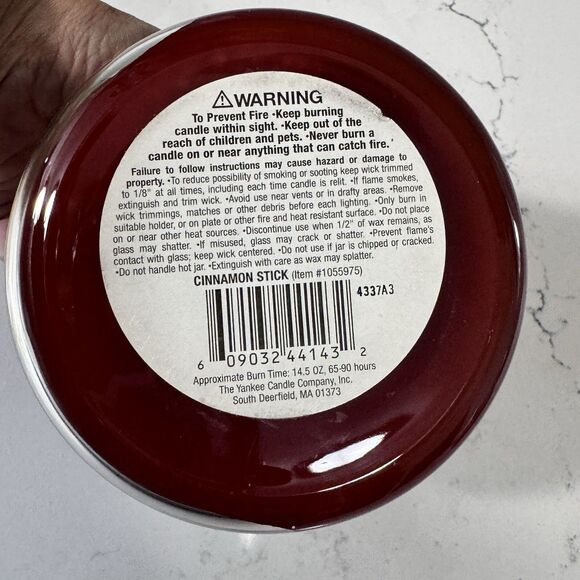 ⚠WARNING
To Prevent Fire •Keep burning
candle within sight. •Keep out of the
reach of children and pets. •Never burn a
candle on or near anything that can catch fire.
Failure to follow instructions may cause hazard or damage to
property. •To reduce possibility of smoking or sooting keep wick trimmed
to 1/8" at all times, including each time candle is relit. •If flame smokes,
extinguish and trim wick. •Avoid use near vents or in drafty areas. •Remove
wick trimmings, matches or other debris before each lighting. •Only burn in
suitable holder, or on plate or other fire and heat resistant surface. •Do not place
on or near other heat sources. •Discontinue use when 1/2" of wax remains, as
glass may shatter. •If misused, glass may crack or shatter. •Prevent flame's
contact with glass; keep wick centered. •Do not use if jar is chipped or cracked.
•Do not handle hot jar. •Extinguish with care as wax may splatter.
CINNAMON STICK (Item #1055975)
4337A3
6 09032 44143 2
Approximate Burn Time: 14.5 OZ, 65-90 hours
The Yankee Candle Company, Inc.
South Deerfield, MA 01373